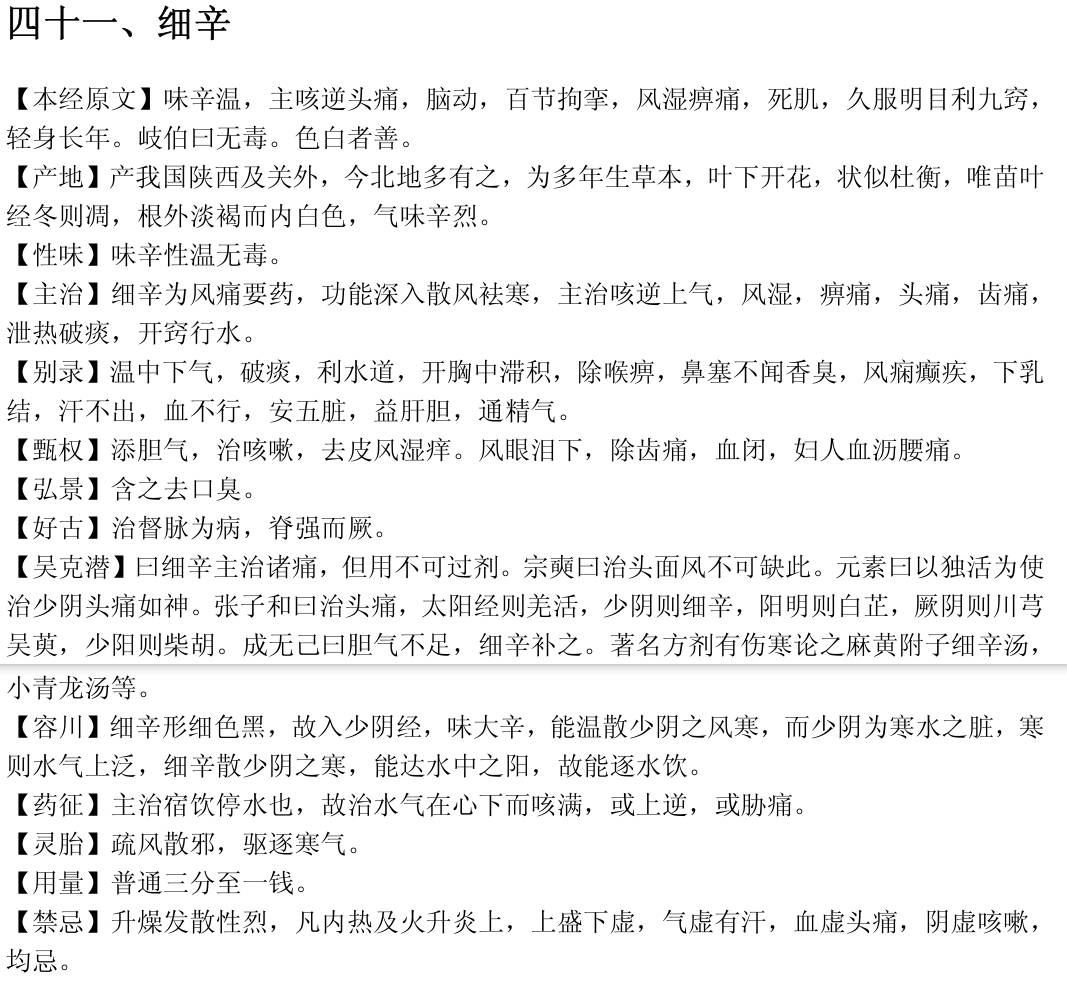 四十一、细辛
【本经原文】味辛温，主咳逆头痛，脑动，百节拘挛，风湿痹痛，死肌，久服明目利九窍，
轻身长年。岐伯曰无毒。色白者善。
【产地】产我国陕西及关外，今北地多有之，为多年生草本，叶下开花，状似杜衡，唯苗叶
经冬则凋，根外淡褐而内白色，气味辛烈。
【性味】味辛性温无毒。
【主治】细辛为风痛要药，功能深入散风袪寒，主治咳逆上气，风湿，痹痛，头痛，齿痛，
泄热破痰，开窍行水。
【别录】温中下气，破痰，利水道，开胸中滞积，除喉痹，鼻塞不闻香臭，风痫癫疾，下乳
结，汗不出，血不行，安五脏，益肝胆，通精气。
【甄权】添胆气，治咳嗽，去皮风湿痒。风眼泪下，除齿痛，血闭，妇人血沥腰痛。
【弘景】含之去口臭。
【好古】治督脉为病，脊强而厥。
【吴克潜】曰细辛主治诸痛，但用不可过剂。宗奭曰治头面风不可缺此。元素曰以独活为使
治少阴头痛如神。张子和曰治头痛，太阳经则羌活，少阴则细辛，阳明则白芷，厥阴则川芎
吴萸，少阳则柴胡。成无己曰胆气不足，细辛补之。著名方剂有伤寒论之麻黄附子细辛汤，
小青龙汤等。
【容川】细辛形细色黑，故入少阴经，味大辛，能温散少阴之风寒，而少阴为寒水之脏，寒
则水气上泛，细辛散少阴之寒，能达水中之阳，故能逐水饮。
【药征】主治宿饮停水也，故治水气在心下而咳满，或上逆，或胁痛。
【灵胎】疏风散邪，驱逐寒气。
【用量】普通三分至一钱。
【禁忌】升燥发散性烈，凡内热及火升炎上，上盛下虚，气虚有汗，血虚头痛，阴虚咳嗽，
均忌。